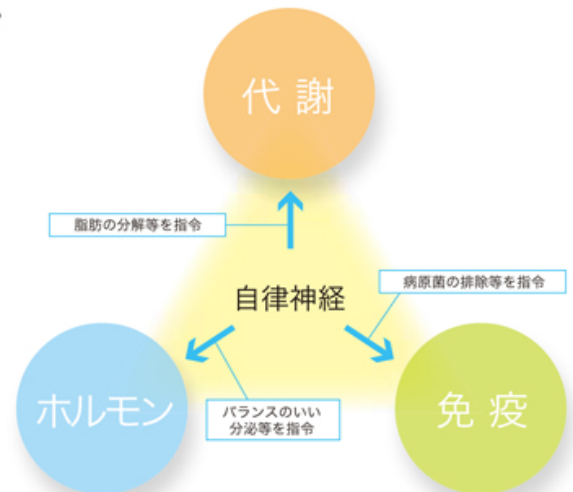 代謝
脂肪の分解等を指令
病原菌の排除等を指令
自律神経
ホルモン
バランスのいい
分泌等を指令
免疫